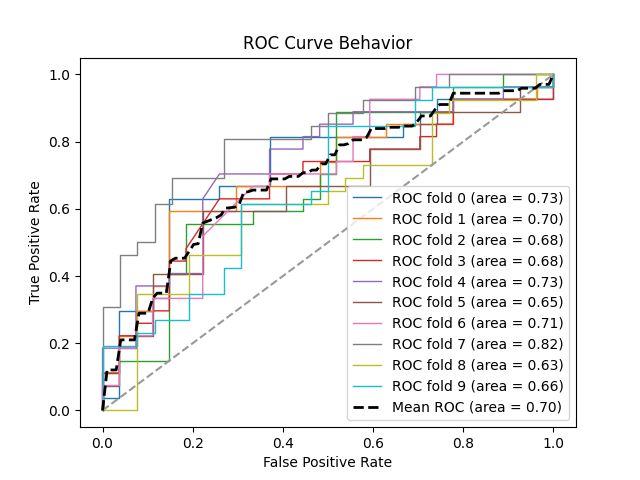 ROC Curve Behavior
True Positive Rate
1.0
0.8
0.6
0.4
0.2
0.0
ROC fold 0 (area = 0.73)
ROC fold 1 (area = 0.70)
ROC fold 2 (area = 0.68)
ROC fold 3 (area = 0.68)
ROC fold 4 (area = 0.73)
ROC fold 5 (area = 0.65)
ROC fold 6 (area = 0.71)
ROC fold 7 (area = 0.82)
ROC fold 8 (area = 0.63)
ROC fold 9 (area = 0.66)
Mean ROC (area = 0.70)
0.0 0.2 0.4 0.6 0.8 1.0
False Positive Rate